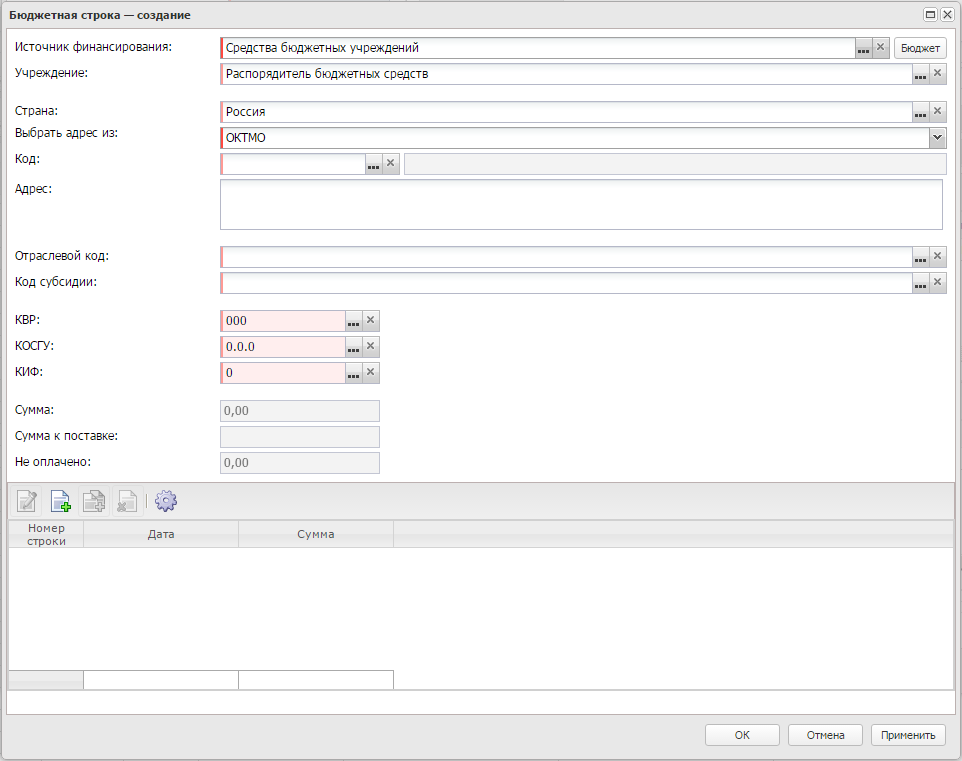 Бюджетная строка — создание
Источник финансирования: Средства бюджетных учреждений ... Бюджет
Учреждение: Распорядитель бюджетных средств ...
Страна: Россия ...
Выбрать адрес из: ОКТМО
Код: ...
Адрес:
Отраслевой код: ...
Код субсидии: ...
КВР: 000 ...
КОСГУ: 0.0.0 ...
КИФ: 0 ...
Сумма: 0,00
Сумма к поставке:
Не оплачено: 0,00
Номер строки Дата Сумма
ОК Отмена Применить